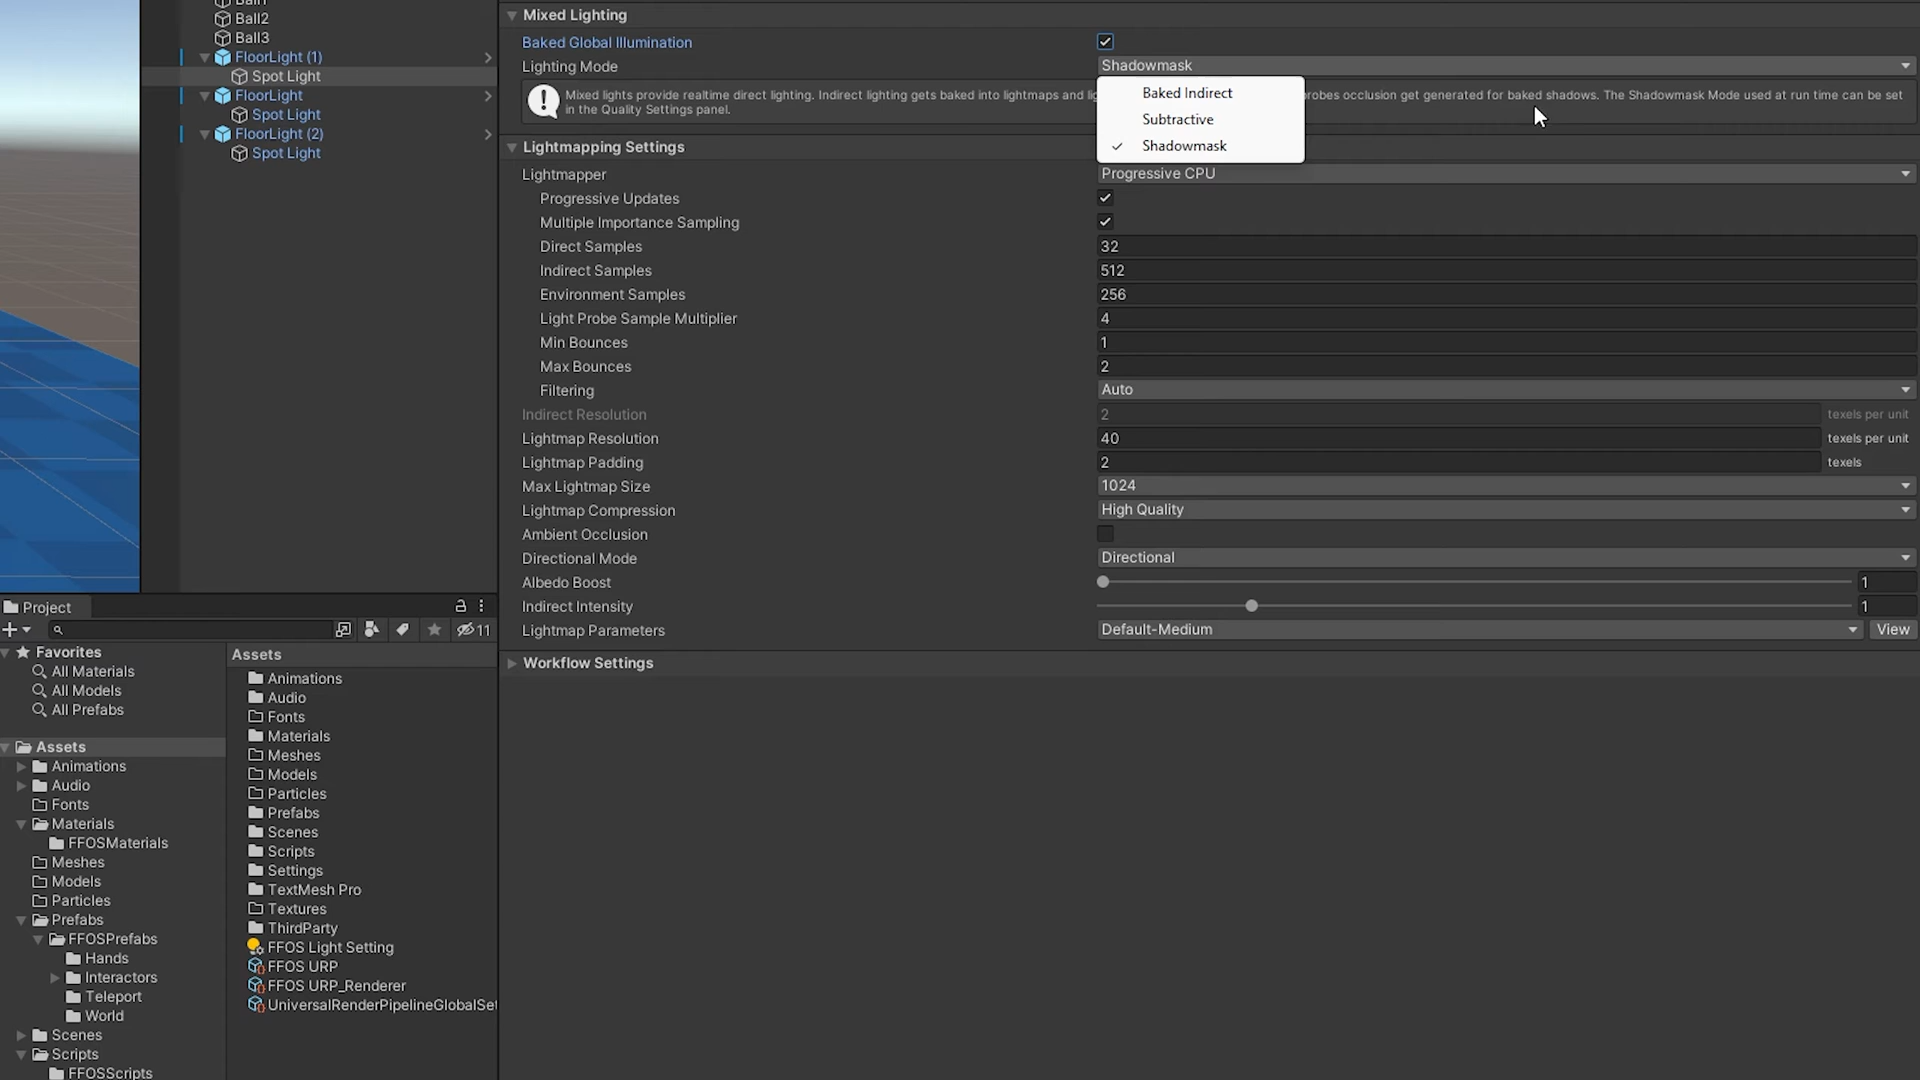 Ball2
Ball3
FloorLight (1)
Spot Light
FloorLight
Spot Light
FloorLight (2)
Spot Light
Mixed Lighting
Baked Global Illumination
Lighting Mode
Shadowmask
Mixed lights provide realtime direct lighting. Indirect lighting gets baked into lightmaps and
probes occlusion get generated for baked shadows. The Shadowmask Mode used at run time can be set
in the Quality Settings panel.
Baked Indirect
Subtractive
Shadowmask
Lightmapping Settings
Lightmapper
Progressive CPU
Progressive Updates
Multiple Importance Sampling
Direct Samples
32
Indirect Samples
512
Environment Samples
256
Light Probe Sample Multiplier
4
Min Bounces
1
Max Bounces
2
Filtering
Auto
Indirect Resolution
2
texels per unit
Lightmap Resolution
40
texels per unit
Lightmap Padding
2
texels
Max Lightmap Size
1024
Lightmap Compression
High Quality
Ambient Occlusion
Directional Mode
Directional
Albedo Boost
1
Indirect Intensity
1
Lightmap Parameters
Default-Medium
View
Workflow Settings
Project
11
Favorites
All Materials
All Models
All Prefabs
Assets
Animations
Audio
Fonts
Materials
FFOSMaterials
Meshes
Models
Particles
Prefabs
FFOSPrefabs
Hands
Interactors
Teleport
World
Scenes
Scripts
FFOSScripts
Assets
Animations
Audio
Fonts
Materials
Meshes
Models
Particles
Prefabs
Scenes
Scripts
Settings
TextMesh Pro
Textures
ThirdParty
FFOS Light Setting
FFOS URP
FFOS URP_Renderer
UniversalRenderPipelineGlobalSet